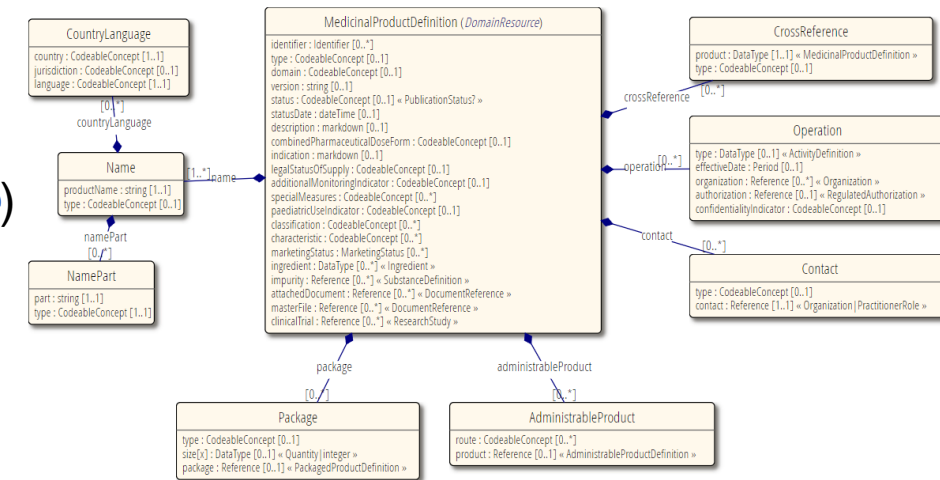 CountryLanguage
country : CodeableConcept [1..1]
jurisdiction : CodeableConcept [0..1]
language : CodeableConcept [1..1]
[0..*]
countryLanguage
Name
productName : string [1..1]
type : CodeableConcept [0..1]
)
namePart
[0..*]
NamePart
part : string [1..1]
type : CodeableConcept [1..1]
[1..*]
name
MedicinalProductDefinition (DomainResource)
identifier : Identifier [0..*]
type : CodeableConcept [0..1]
domain : CodeableConcept [0..1]
version : string [0..1]
status : CodeableConcept [0..1] « PublicationStatus? »
statusDate : dateTime [0..1]
description : markdown [0..1]
combinedPharmaceuticalDoseForm : CodeableConcept [0..1]
indication : markdown [0..1]
legalStatusOfSupply : CodeableConcept [0..1]
additionalMonitoringIndicator : CodeableConcept [0..1]
specialMeasures : CodeableConcept [0..*]
paediatricUseIndicator : CodeableConcept [0..1]
classification : CodeableConcept [0..*]
characteristic : CodeableConcept [0..*]
marketingStatus : MarketingStatus [0..*]
ingredient : DataType [0..*] « Ingredient »
impurity : Reference [0..*] « SubstanceDefinition »
attachedDocument : Reference [0..*] « DocumentReference »
masterFile : Reference [0..*] « DocumentReference »
clinicalTrial : Reference [0..*] « ResearchStudy »
crossReference
[0..*]
CrossReference
product : DataType [1..1] « MedicinalProductDefinition »
type : CodeableConcept [0..1]
operation
[0..*]
Operation
type : DataType [0..1] « ActivityDefinition »
effectiveDate : Period [0..1]
organization : Reference [0..*] « Organization »
authorization : Reference [0..1] « RegulatedAuthorization »
confidentialityIndicator : CodeableConcept [0..1]
contact
[0..*]
Contact
type : CodeableConcept [0..1]
contact : Reference [1..1] « Organization|PractitionerRole »
package
[0..*]
Package
type : CodeableConcept [0..1]
size[x] : DataType [0..1] « Quantity|integer »
package : Reference [0..1] « PackagedProductDefinition »
administrableProduct
[0..*]
AdministrableProduct
route : CodeableConcept [0..*]
product : Reference [0..1] « AdministrableProductDefinition »